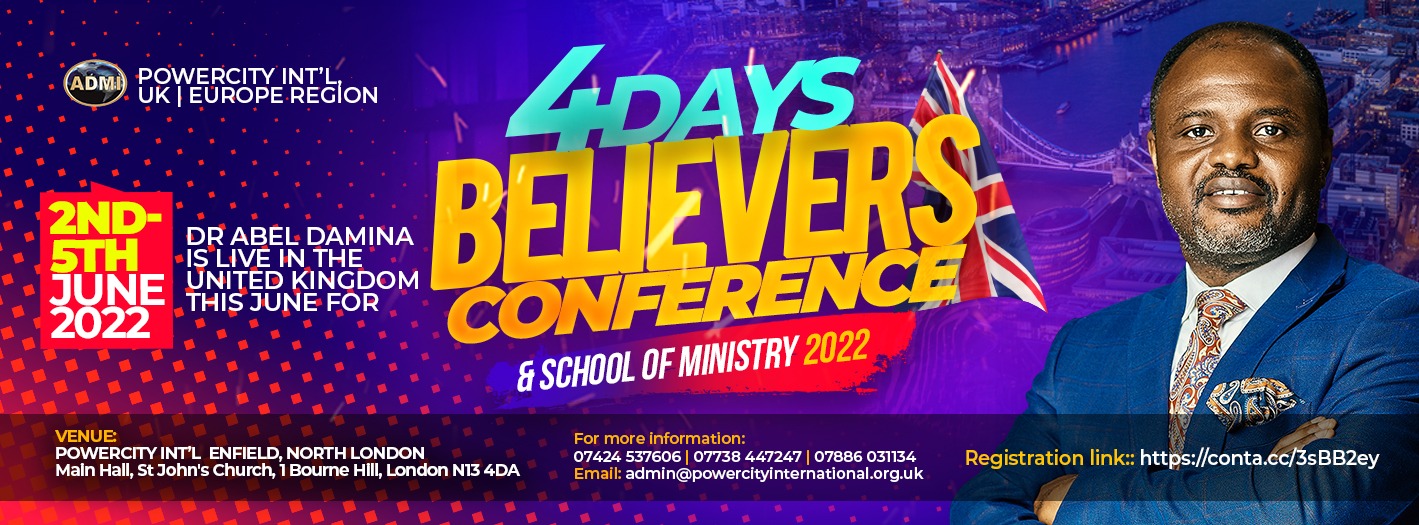 ADMI
POWERCITY INT'L,
UK | EUROPE REGION
2ND-
5TH
JUNE
2022
DR ABEL DAMINA
IS LIVE IN THE
UNITED KINGDOM
THIS JUNE FOR
4 DAYS
BELIEVERS
CONFERENCE
& SCHOOL OF MINISTRY 2022
VENUE:
POWERCITY INT'L ENFIELD, NORTH LONDON
Main Hall, St John's Church, 1 Bourne Hill, London N13 4DA
For more information:
07424 537606 | 07738 447247 | 07886 031134
Email: admin@powercityinternational.org.uk
Registration link:: https://conta.cc/3sBB2ey